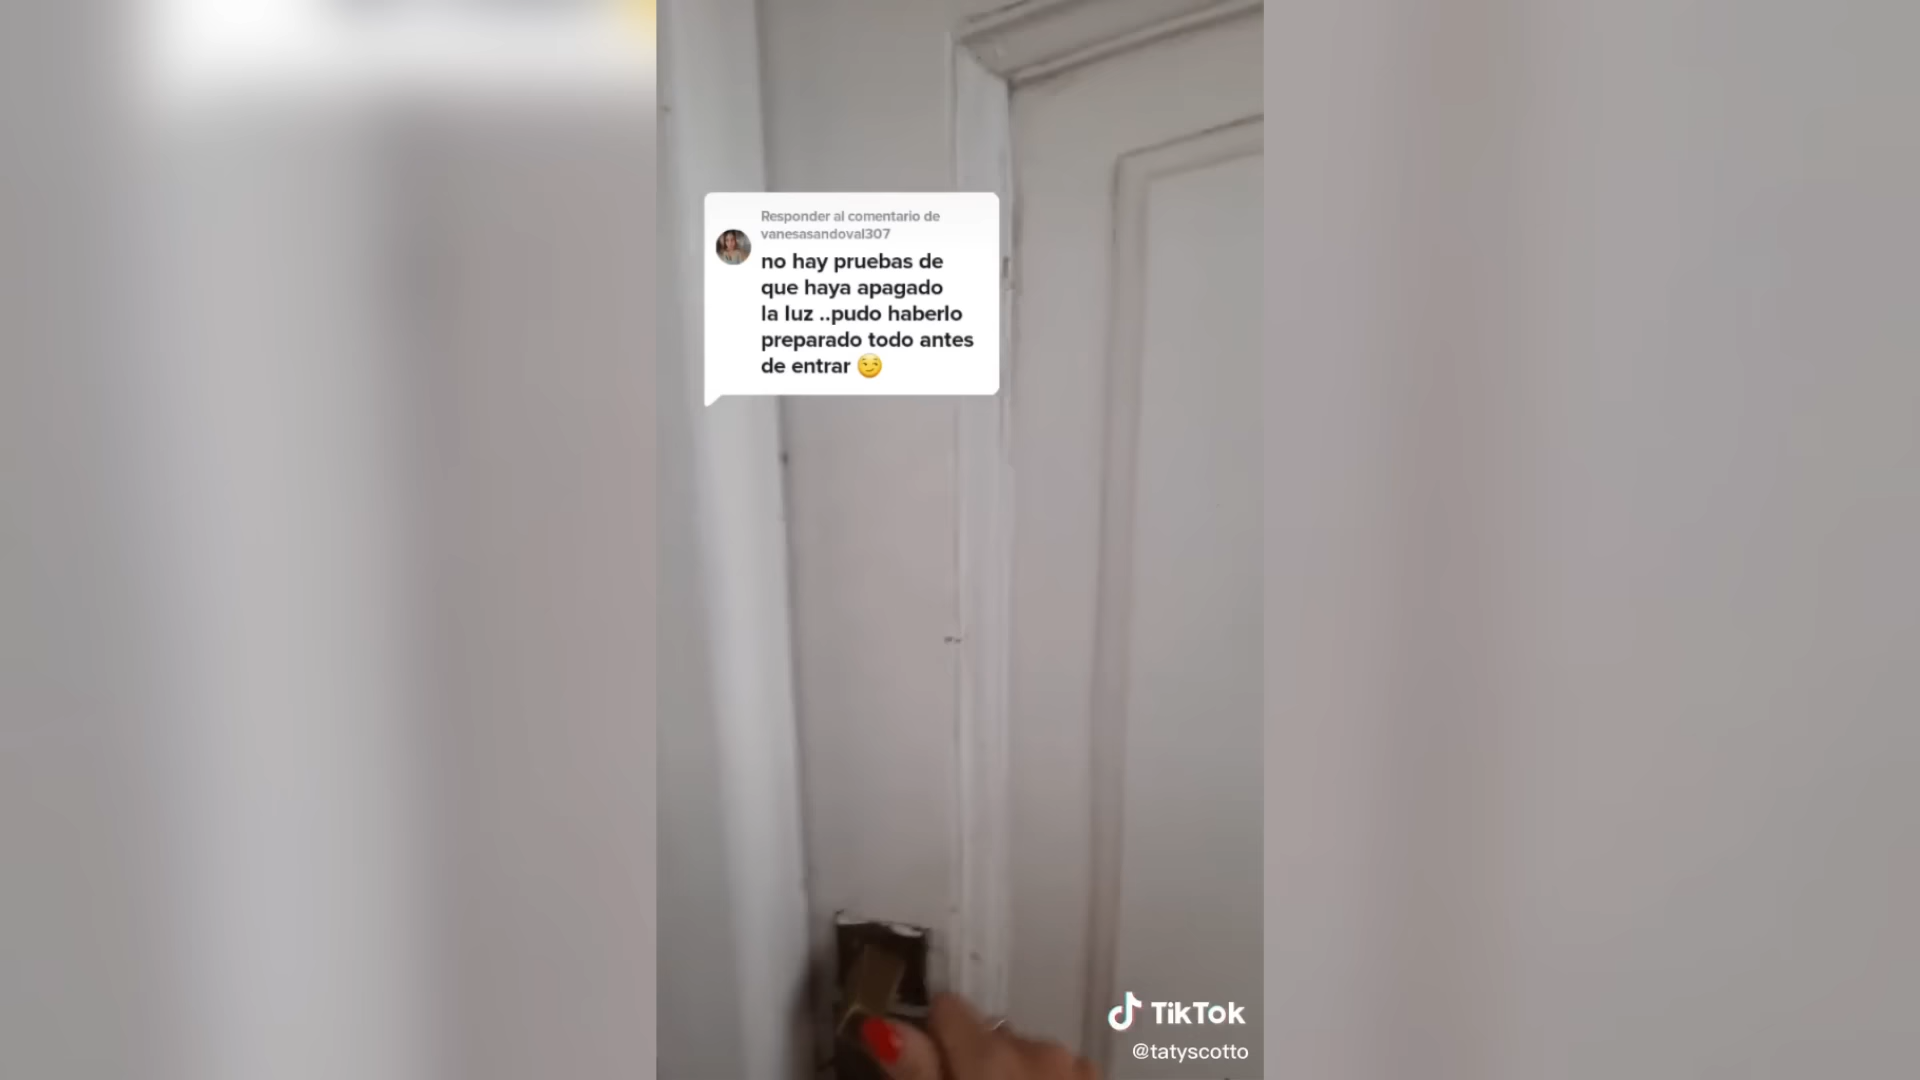 Responder al comentario de
vanesasandoval307
no hay pruebas de
que haya apagado
la luz ..pudo haberlo
preparado todo antes
de entrar 😏
TikTok
@tatyscotto